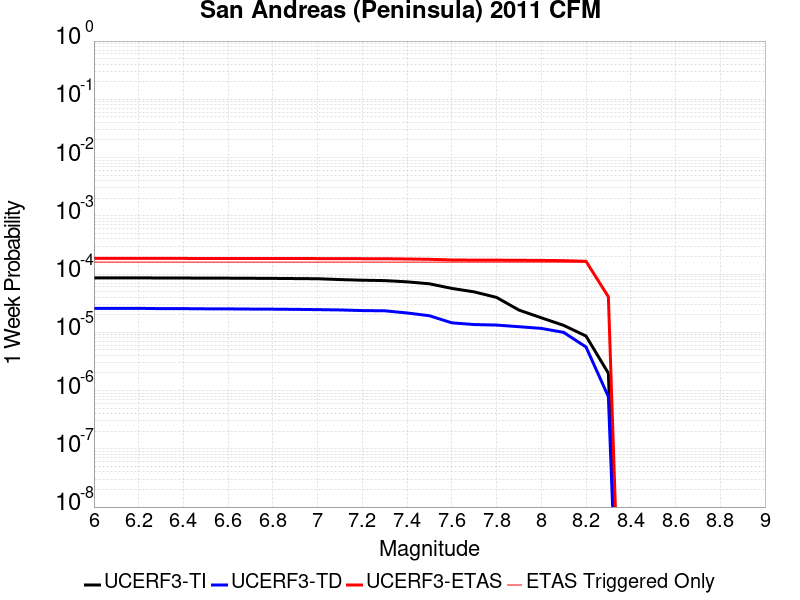 San Andreas (Peninsula) 2011 CFM
1 Week Probability
10^0
10^-1
10^-2
10^-3
10^-4
10^-5
10^-6
10^-7
10^-8
6 6.2 6.4 6.6 6.8 7 7.2 7.4 7.6 7.8 8 8.2 8.4 8.6 8.8 9
Magnitude
UCERF3-TI UCERF3-TD UCERF3-ETAS ETAS Triggered Only